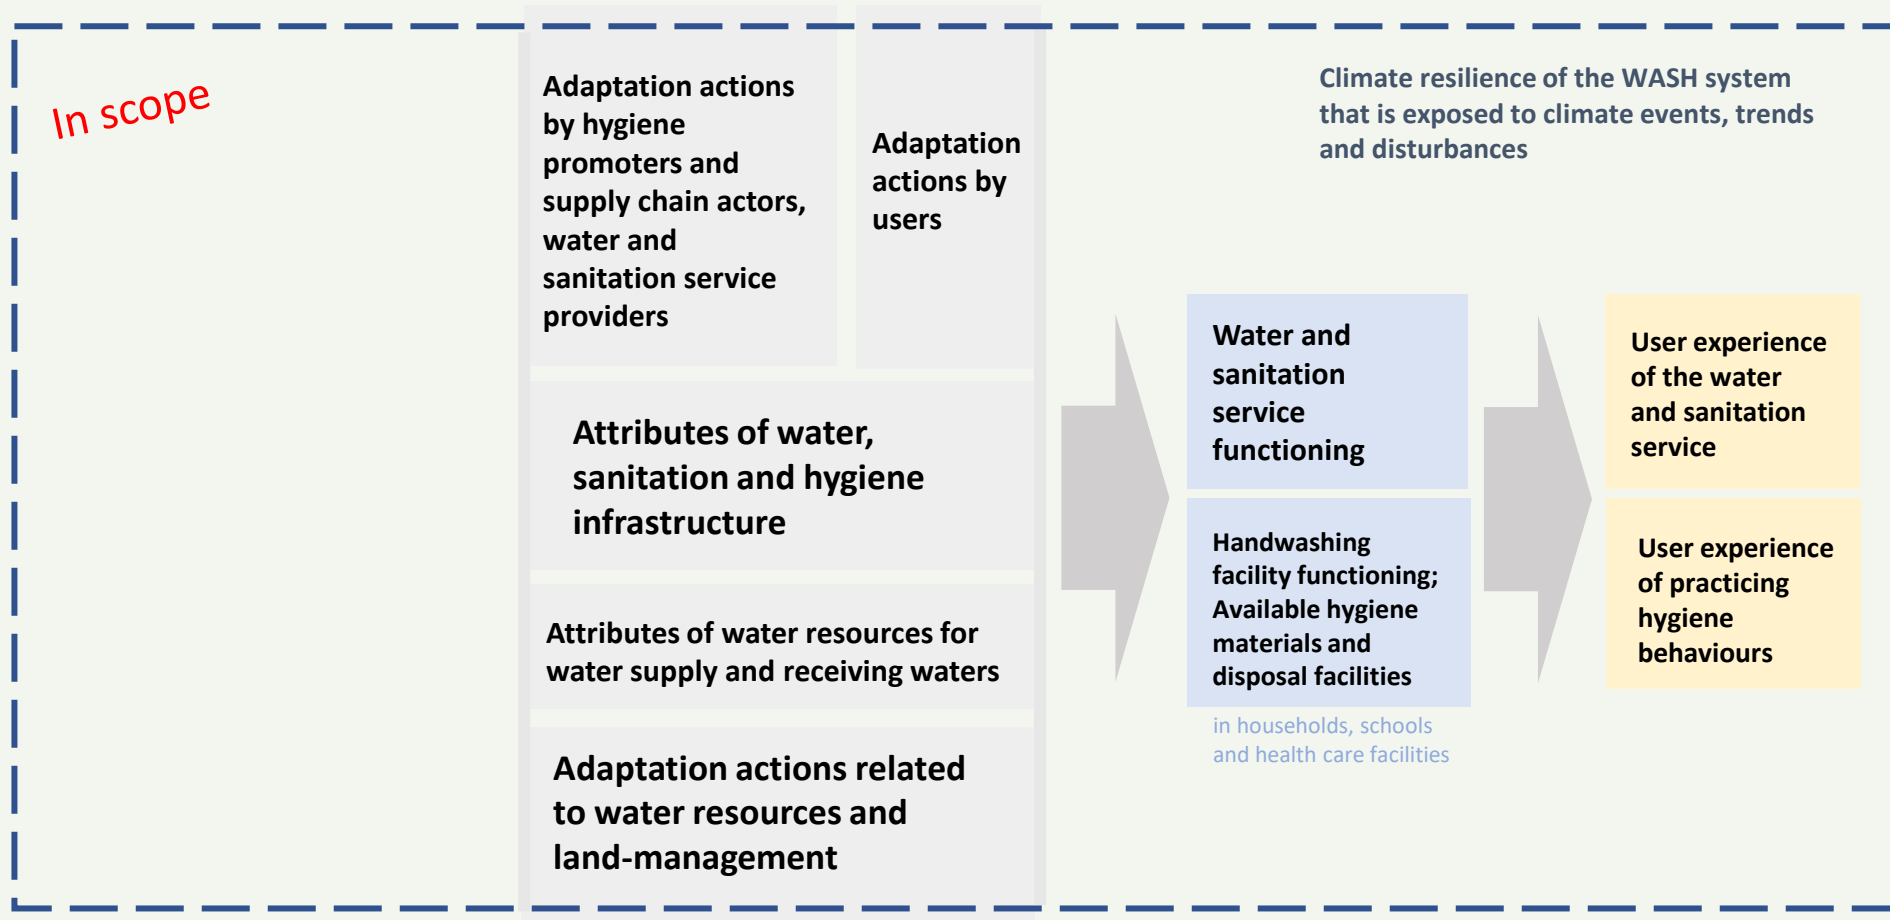 In scope
Adaptation actions
by hygiene
promoters and
supply chain actors,
water and
sanitation service
providers
Adaptation
actions by
users
Climate resilience of the WASH system
that is exposed to climate events, trends
and disturbances
Attributes of water,
sanitation and hygiene
infrastructure
Attributes of water resources for
water supply and receiving waters
Adaptation actions related
to water resources and
land-management
Water and
sanitation
service
functioning
Handwashing
facility functioning;
Available hygiene
materials and
disposal facilities
in households, schools
and health care facilities
User experience
of the water
and sanitation
service
User experience
of practicing
hygiene
behaviours